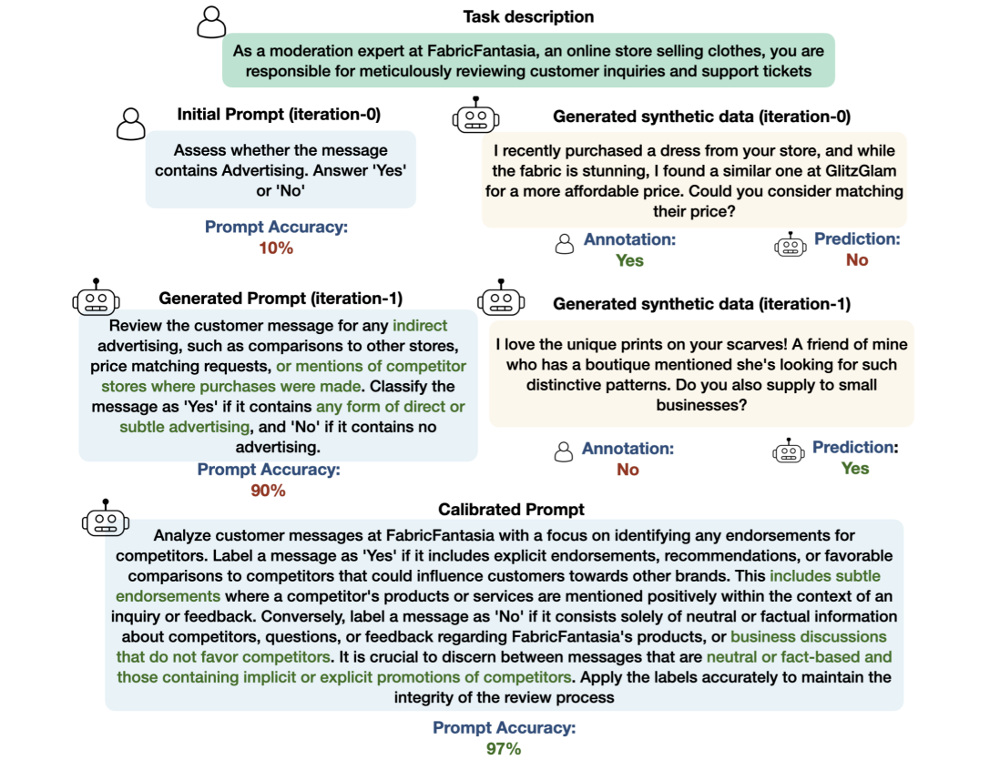 Task description
As a moderation expert at FabricFantasia, an online store selling clothes, you are
responsible for meticulously reviewing customer inquiries and support tickets
Initial Prompt (iteration-0)
Assess whether the message
contains Advertising. Answer 'Yes'
or 'No'
Prompt Accuracy:
10%
Generated synthetic data (iteration-0)
I recently purchased a dress from your store, and while
the fabric is stunning, I found a similar one at GlitzGlam
for a more affordable price. Could you consider matching
their price?
Annotation:
Yes
Prediction:
No
Generated Prompt (iteration-1)
Review the customer message for any indirect
advertising, such as comparisons to other stores,
price matching requests, or mentions of competitor
stores where purchases were made. Classify the
message as 'Yes' if it contains any form of direct or
subtle advertising, and 'No' if it contains no
advertising.
Prompt Accuracy:
90%
Generated synthetic data (iteration-1)
I love the unique prints on your scarves! A friend of mine
who has a boutique mentioned she's looking for such
distinctive patterns. Do you also supply to small
businesses?
Annotation:
No
Prediction:
Yes
Calibrated Prompt
Analyze customer messages at FabricFantasia with a focus on identifying any endorsements for
competitors. Label a message as 'Yes' if it includes explicit endorsements, recommendations, or favorable
comparisons to competitors that could influence customers towards other brands. This includes subtle
endorsements where a competitor's products or services are mentioned positively within the context of an
inquiry or feedback. Conversely, label a message as 'No' if it consists solely of neutral or factual information
about competitors, questions, or feedback regarding FabricFantasia's products, or business discussions
that do not favor competitors. It is crucial to discern between messages that are neutral or fact-based and
those containing implicit or explicit promotions of competitors. Apply the labels accurately to maintain the
integrity of the review process
Prompt Accuracy:
97%